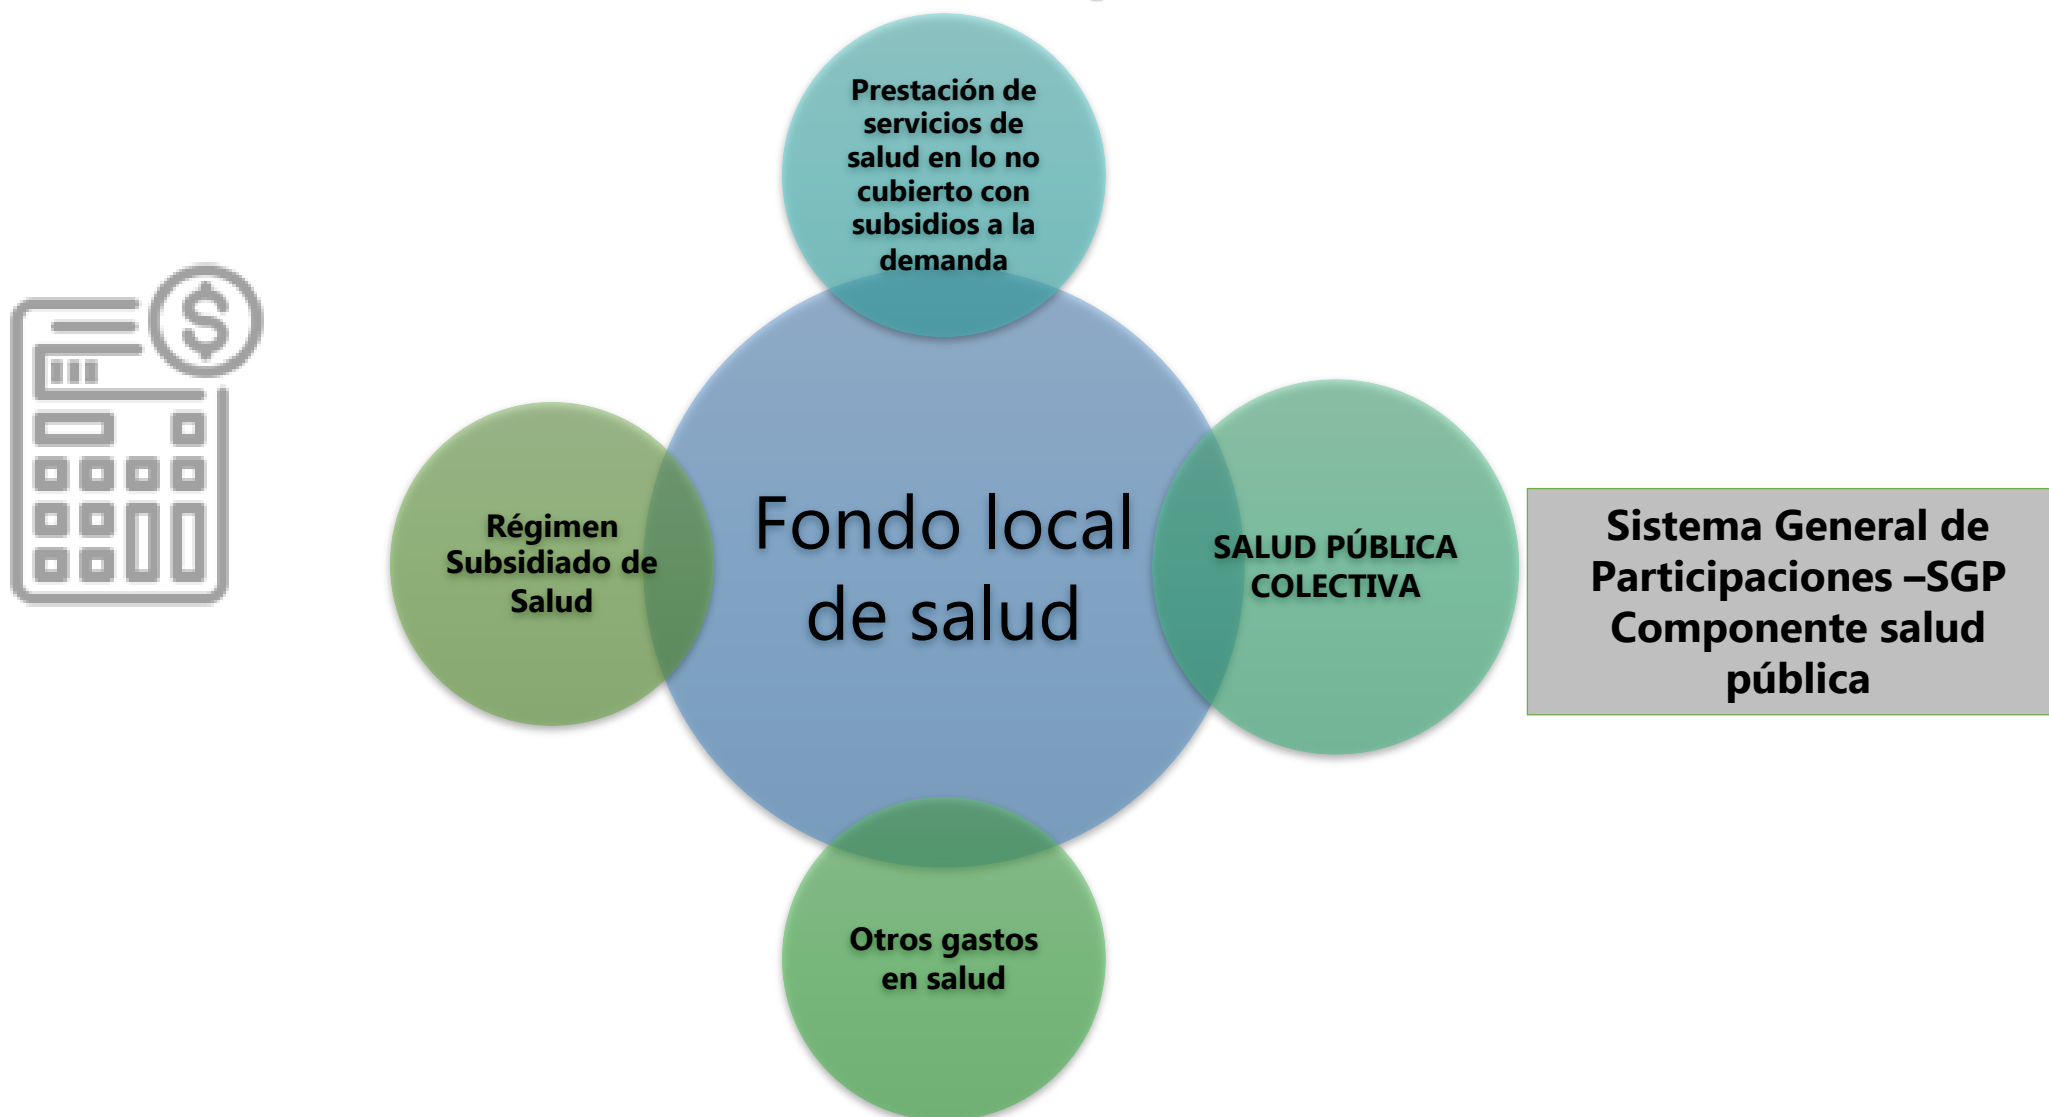 Prestación de
servicios de
salud en lo no
cubierto con
subsidios a la
demanda
Régimen
Subsidiado de
Salud
Fondo local
de salud
SALUD PÚBLICA
COLECTIVA
Sistema General de
Participaciones –SGP
Componente salud
pública
Otros gastos
en salud
$